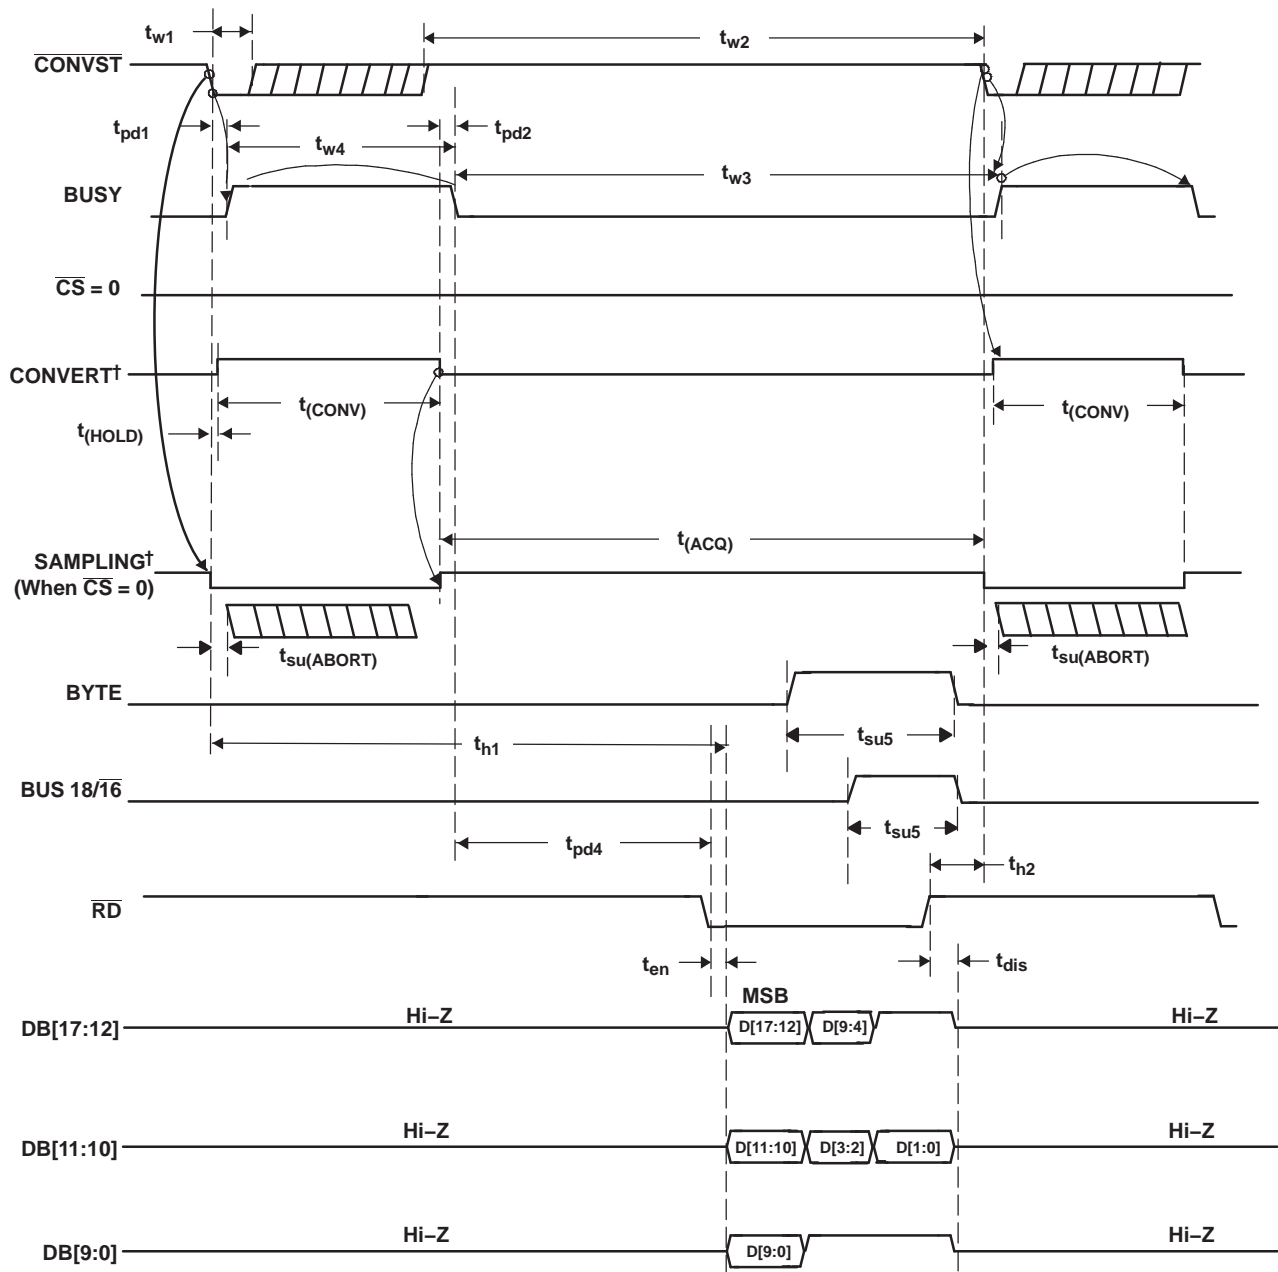 tw1
tw2
CONVST
tpd1
tw4
tpd2
tw3
BUSY
CS = 0
CONVERT†
t(CONV)
t(CONV)
t(HOLD)
t(ACQ)
SAMPLING†
(When CS = 0)
tsu(ABORT)
tsu(ABORT)
BYTE
th1
tsu5
BUS 18/16
tsu5
tpd4
th2
RD
ten
tdis
MSB
DB[17:12]
Hi–Z
D[17:12]
D[9:4]
Hi–Z
DB[11:10]
Hi–Z
D[11:10]
D[3:2]
D[1:0]
Hi–Z
DB[9:0]
Hi–Z
D[9:0]
Hi–Z